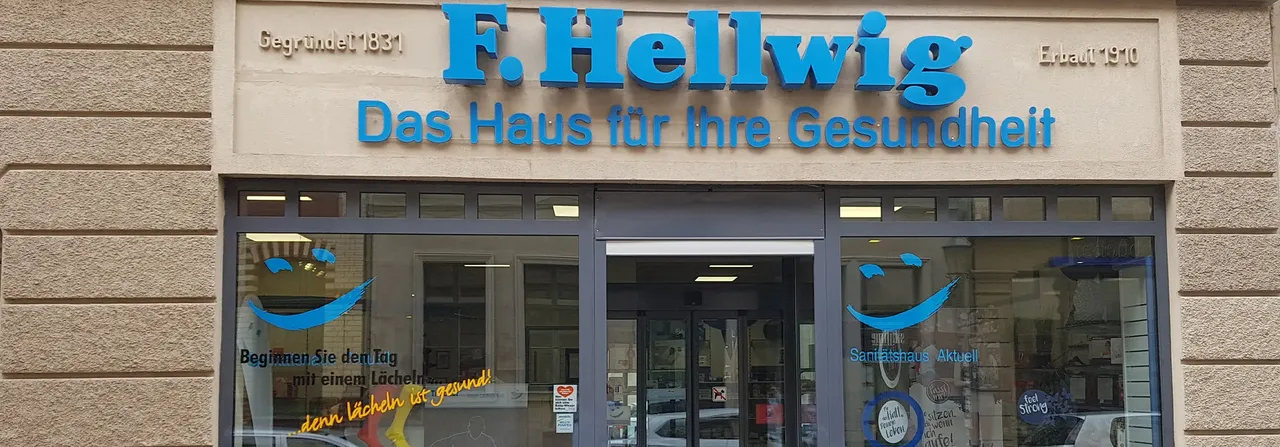 Gegründet 1831
F. Hellwig
Erbaut 1910
Das Haus für Ihre Gesundheit
Beginnen Sie den Tag
mit einem Lächeln...
...denn lächeln ist gesund!
Sanitätshaus Aktuell
feel
strong